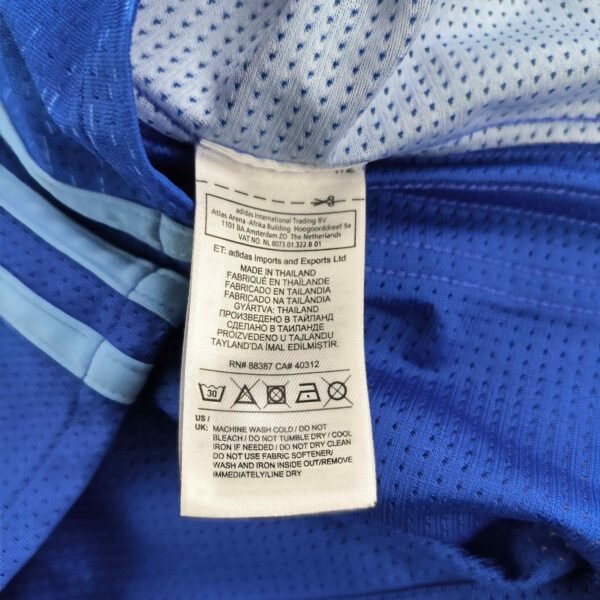 adidas International Trading BV
Atlas Arena-Afrika Building Hoogoorddreef 9a
1101 BA Amsterdam ZO The Netherlands
VAT NO. NL 8073.01.322.B.01
ET: adidas Imports and Exports Ltd
MADE IN THAILAND
FABRIQUÉ EN THAÏLANDE
FABRICADO EN TAILANDIA
FABRICADO NA TAILÂNDIA
GYÁRTVA: THAILAND
ПРОИЗВЕДЕНО В ТАЙЛАНД
СДЕЛАНО В ТАИЛАНДЕ
PROIZVEDENO U TAJLANDU
TAYLAND'DA İMAL EDİLMİŞTİR.
RN# 88387 CA# 40312
30
US /
UK: MACHINE WASH COLD / DO NOT
BLEACH / DO NOT TUMBLE DRY / COOL
IRON IF NEEDED / DO NOT DRY CLEAN
DO NOT USE FABRIC SOFTENER/
WASH AND IRON INSIDE OUT/REMOVE
IMMEDIATELY/LINE DRY